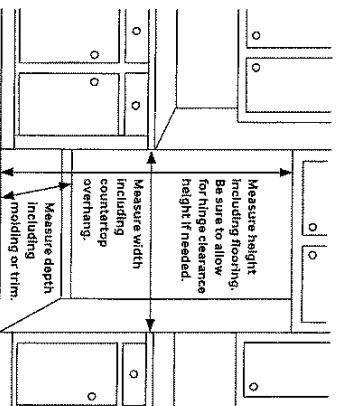 Measure height
including flooring.
Be sure to allow
for hinge clearance
height if needed.
Measure width
including
countertop
overhang.
Measure depth
including
molding or trim.